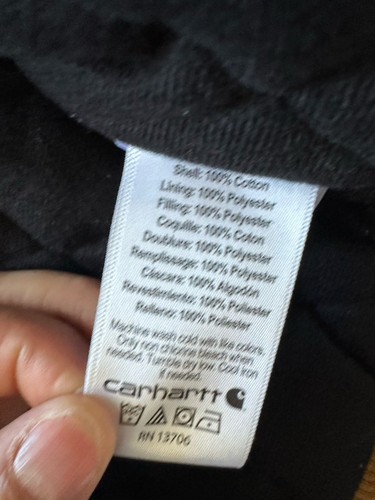 Shell: 100% Cotton
Lining: 100% Polyester
Filling: 100% Polyester
Coquille: 100% Coton
Doublure: 100% Polyester
Remplissage: 100% Polyester
Cáscara: 100% Algodón
Revestimiento: 100% Poliester
Relleno: 100% Poliester
Machine wash cold with like colors.
Only non chlorine bleach when
needed. Tumble dry low. Cool iron
if needed.
carhartt
RN 13706